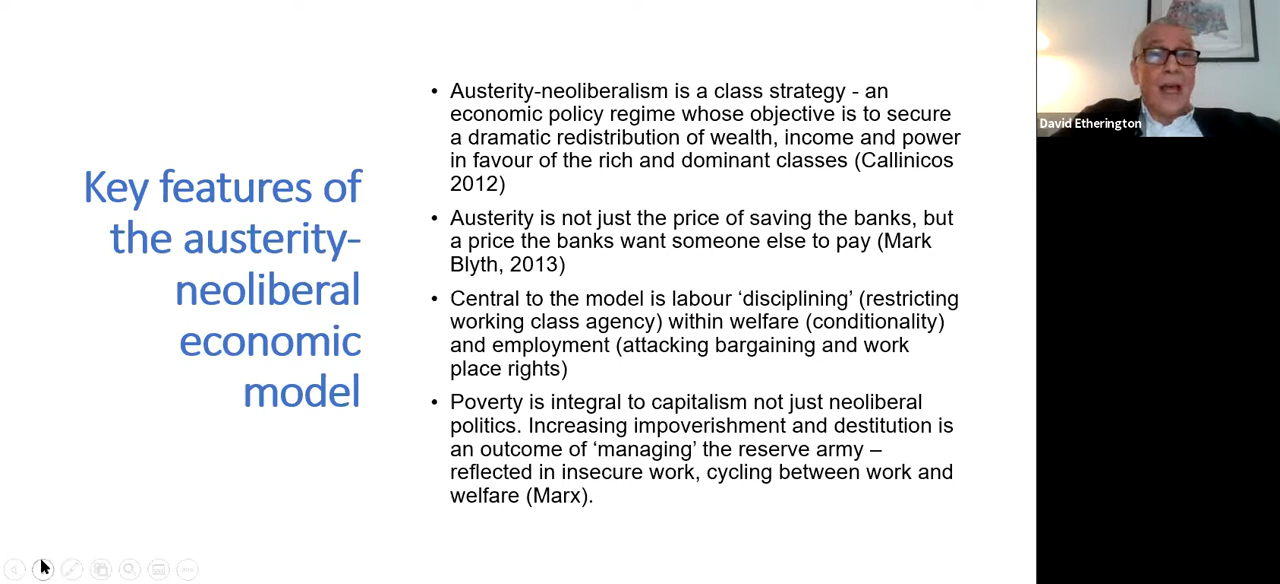 Key features of
the austerity-
neoliberal
economic
model
• Austerity-neoliberalism is a class strategy - an
economic policy regime whose objective is to secure
a dramatic redistribution of wealth, income and power
in favour of the rich and dominant classes (Callinicos
2012)
• Austerity is not just the price of saving the banks, but
a price the banks want someone else to pay (Mark
Blyth, 2013)
• Central to the model is labour ‘disciplining’ (restricting
working class agency) within welfare (conditionality)
and employment (attacking bargaining and work
place rights)
• Poverty is integral to capitalism not just neoliberal
politics. Increasing impoverishment and destitution is
an outcome of ‘managing’ the reserve army –
reflected in insecure work, cycling between work and
welfare (Marx).
David Etherington